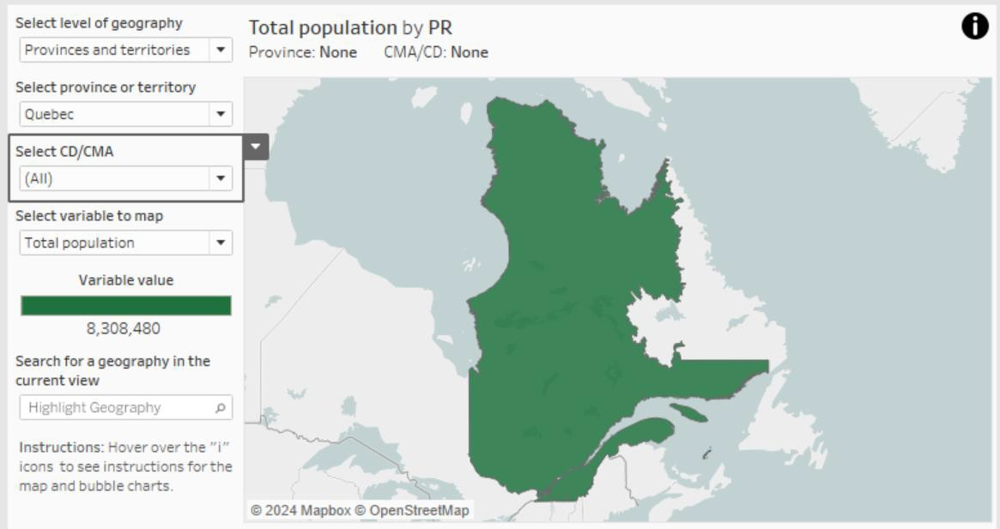 Select level of geography
Provinces and territories
Select province or territory
Quebec
Select CD/CMA
(All)
Select variable to map
Total population
Variable value
8,308,480
Search for a geography in the
current view
Highlight Geography
Instructions: Hover over the "i"
icons to see instructions for the
map and bubble charts.
Total population by PR
Province: None CMA/CD: None
i
© 2024 Mapbox © OpenStreetMap